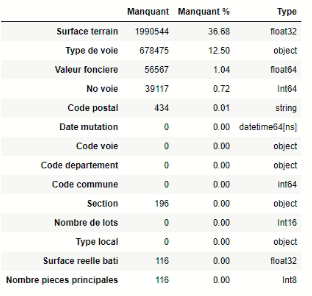 Manquant Manquant % Type
Surface terrain 1990544 36.68 float32
Type de voie 678475 12.50 object
Valeur fonciere 56567 1.04 float64
No voie 39117 0.72 Int64
Code postal 434 0.01 string
Date mutation 0 0.00 datetime64[ns]
Code voie 0 0.00 object
Code departement 0 0.00 object
Code commune 0 0.00 int64
Section 196 0.00 object
Nombre de lots 0 0.00 Int16
Type local 0 0.00 object
Surface reelle bati 116 0.00 float32
Nombre pieces principales 116 0.00 Int8